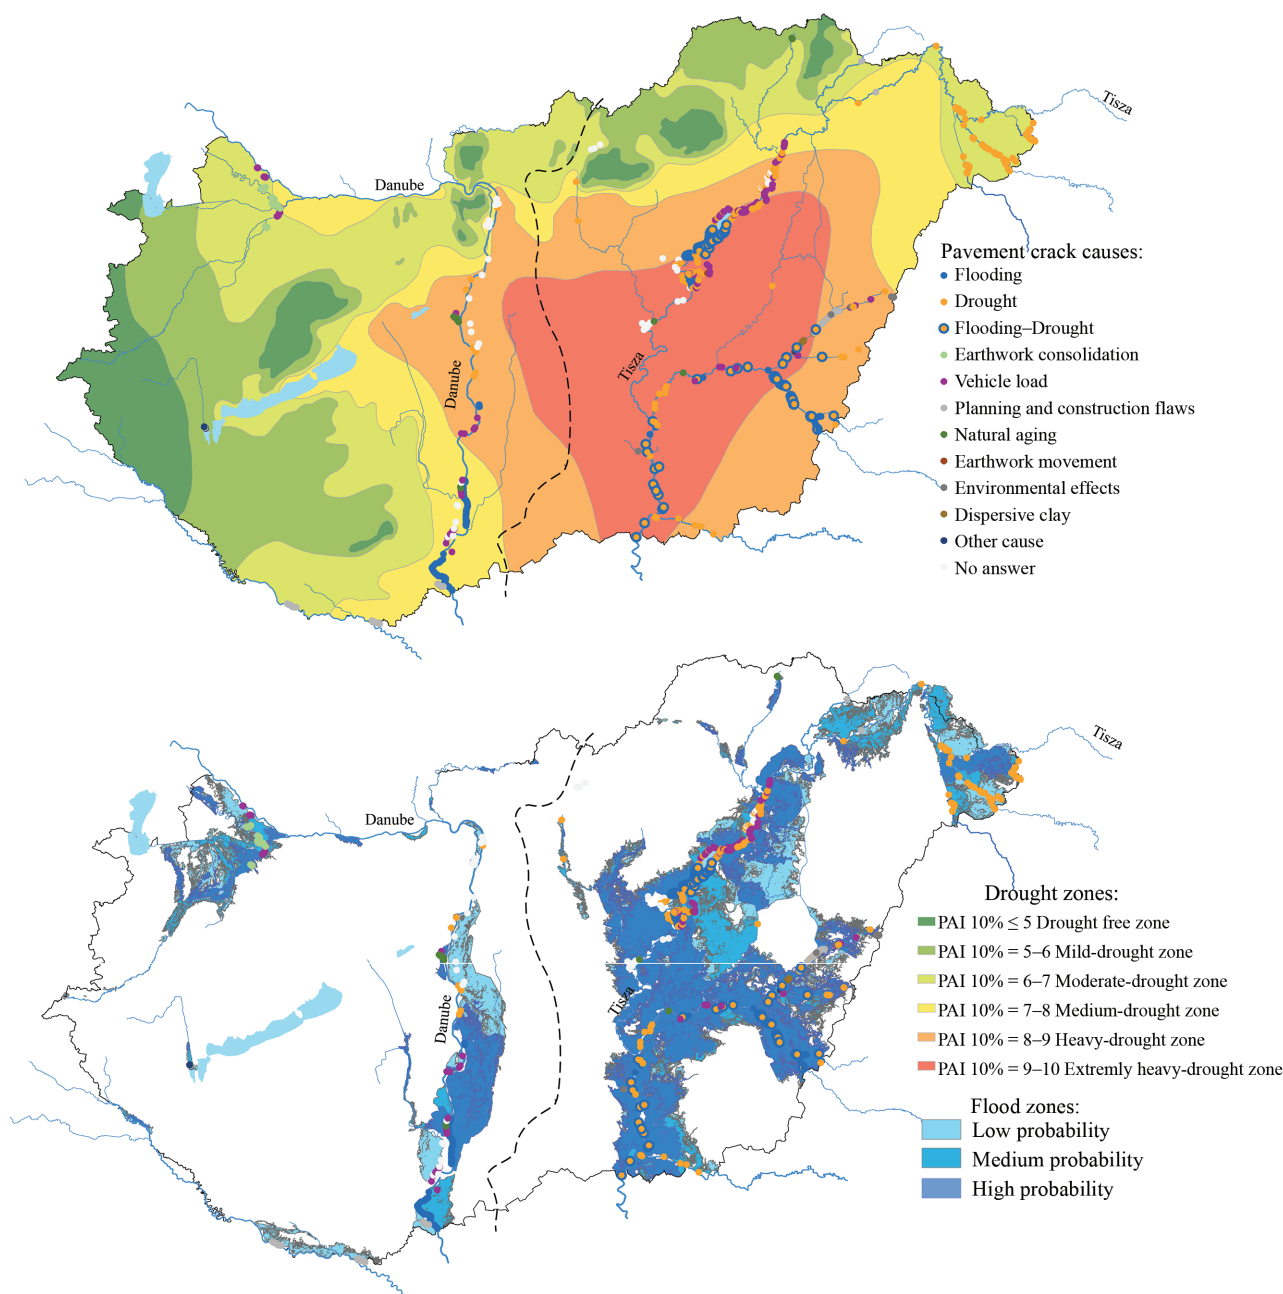 Tisza
Danube
Pavement crack causes:
Flooding
Drought
Flooding–Drought
Earthwork consolidation
Vehicle load
Planning and construction flaws
Natural aging
Earthwork movement
Environmental effects
Dispersive clay
Other cause
No answer
Tisza
Danube
Tisza
Danube
Drought zones:
PAI 10% ≤ 5 Drought free zone
PAI 10% = 5–6 Mild-drought zone
PAI 10% = 6–7 Moderate-drought zone
PAI 10% = 7–8 Medium-drought zone
PAI 10% = 8–9 Heavy-drought zone
PAI 10% = 9–10 Extremly heavy-drought zone
Tisza
Danube
Flood zones:
Low probability
Medium probability
High probability